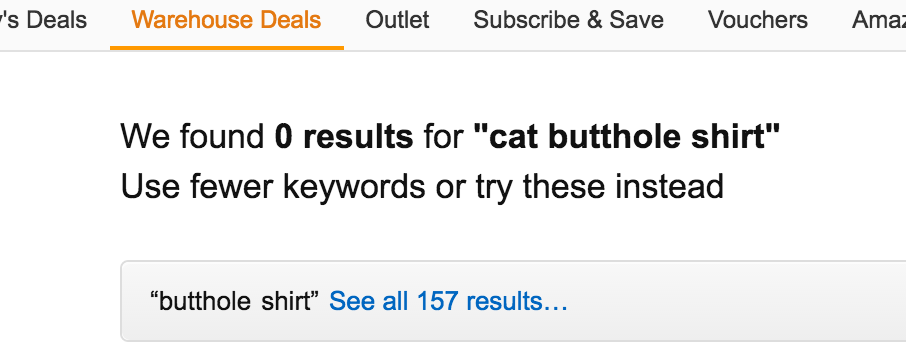 's Deals Warehouse Deals Outlet Subscribe & Save Vouchers
We found 0 results for "cat butthole shirt"
Use fewer keywords or try these instead
“butthole shirt” See all 157 results…